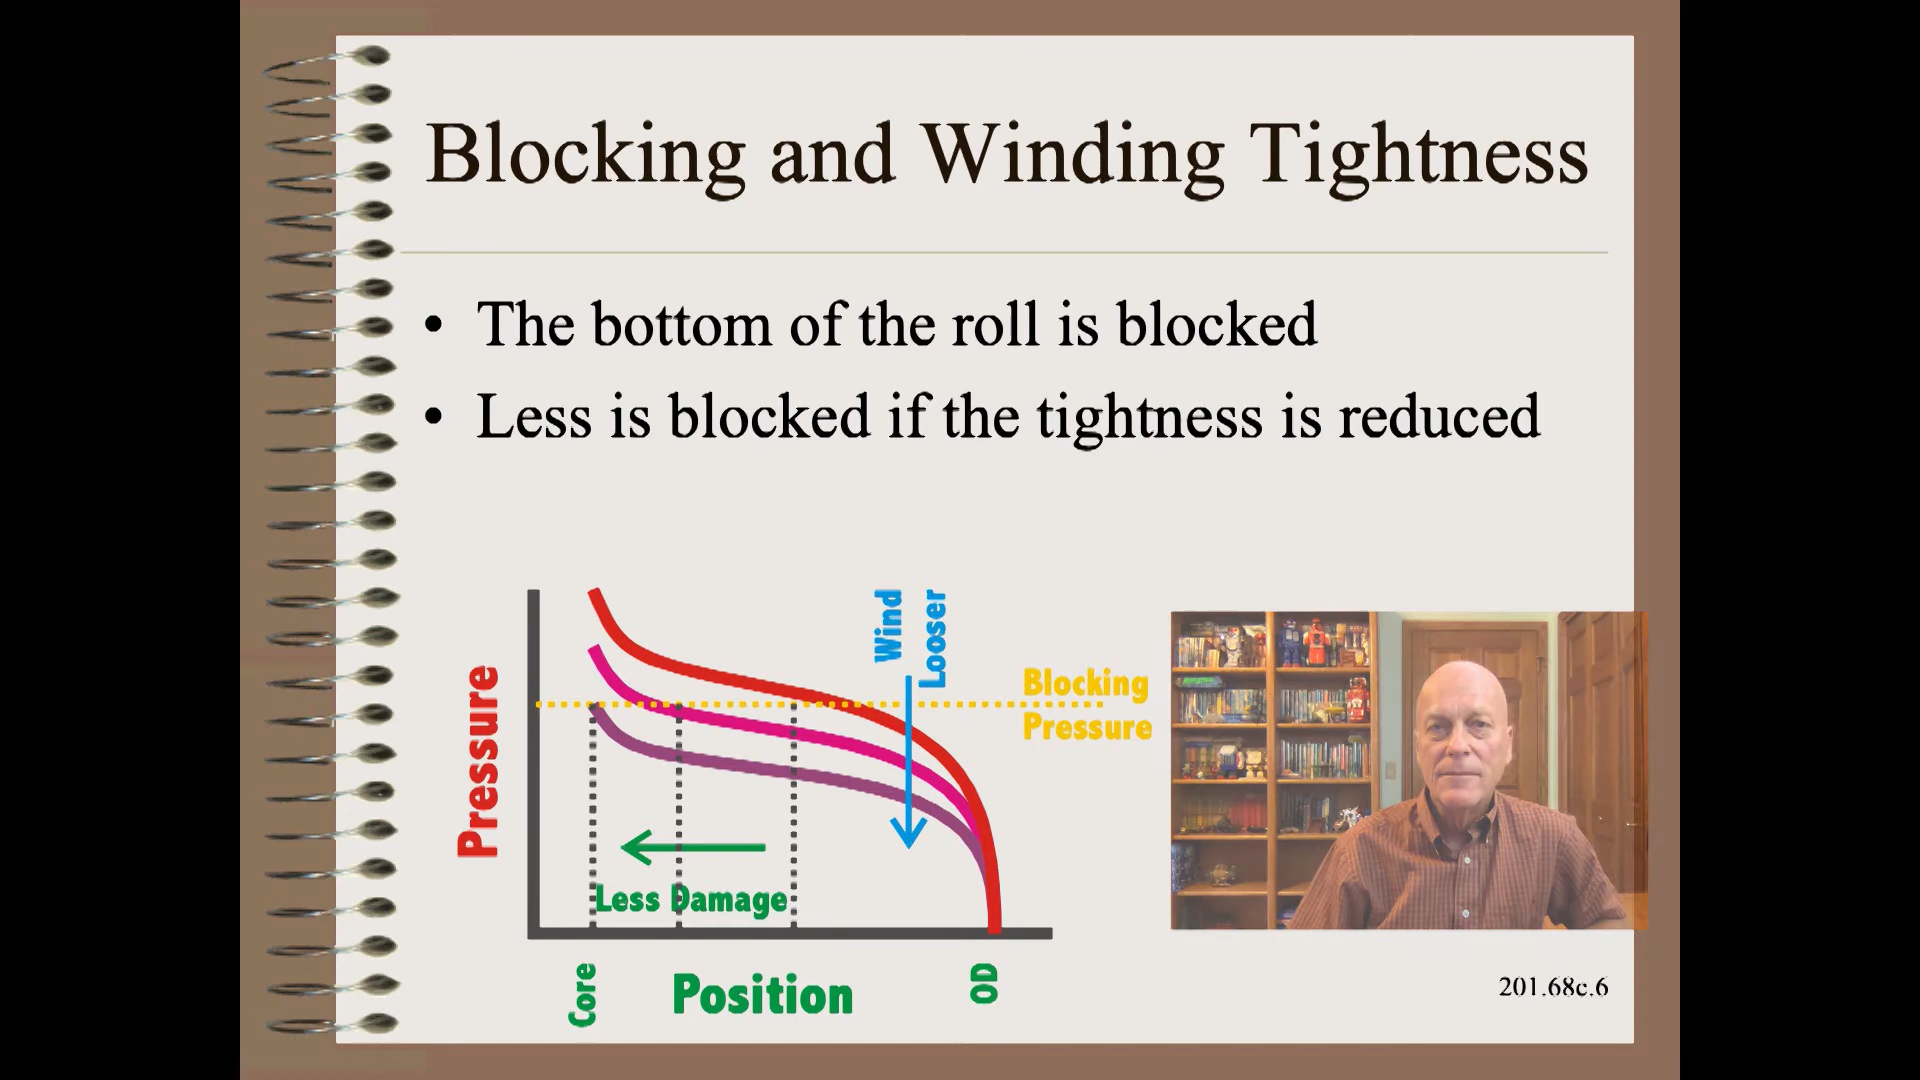 Blocking and Winding Tightness
• The bottom of the roll is blocked
• Less is blocked if the tightness is reduced
Pressure
Wind
Looser
Blocking
Pressure
Less Damage
Core
Position
OD
201.68c.6